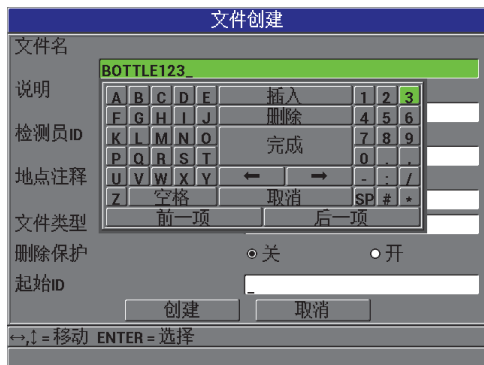 文件创建
文件名
BOTTLE123_
说明
A B C D E 插入 1 2 3
F G H I J 删除 4 5 6
K L M N O 完成 7 8 9
P Q R S T 0 . ,
U V W X Y ← → - : /
Z 空格 取消 SP # *
前一项 后一项
检测员ID
地点注释
文件类型
删除保护 关 开
起始ID _
创建 取消
↔,↕ = 移动 ENTER = 选择